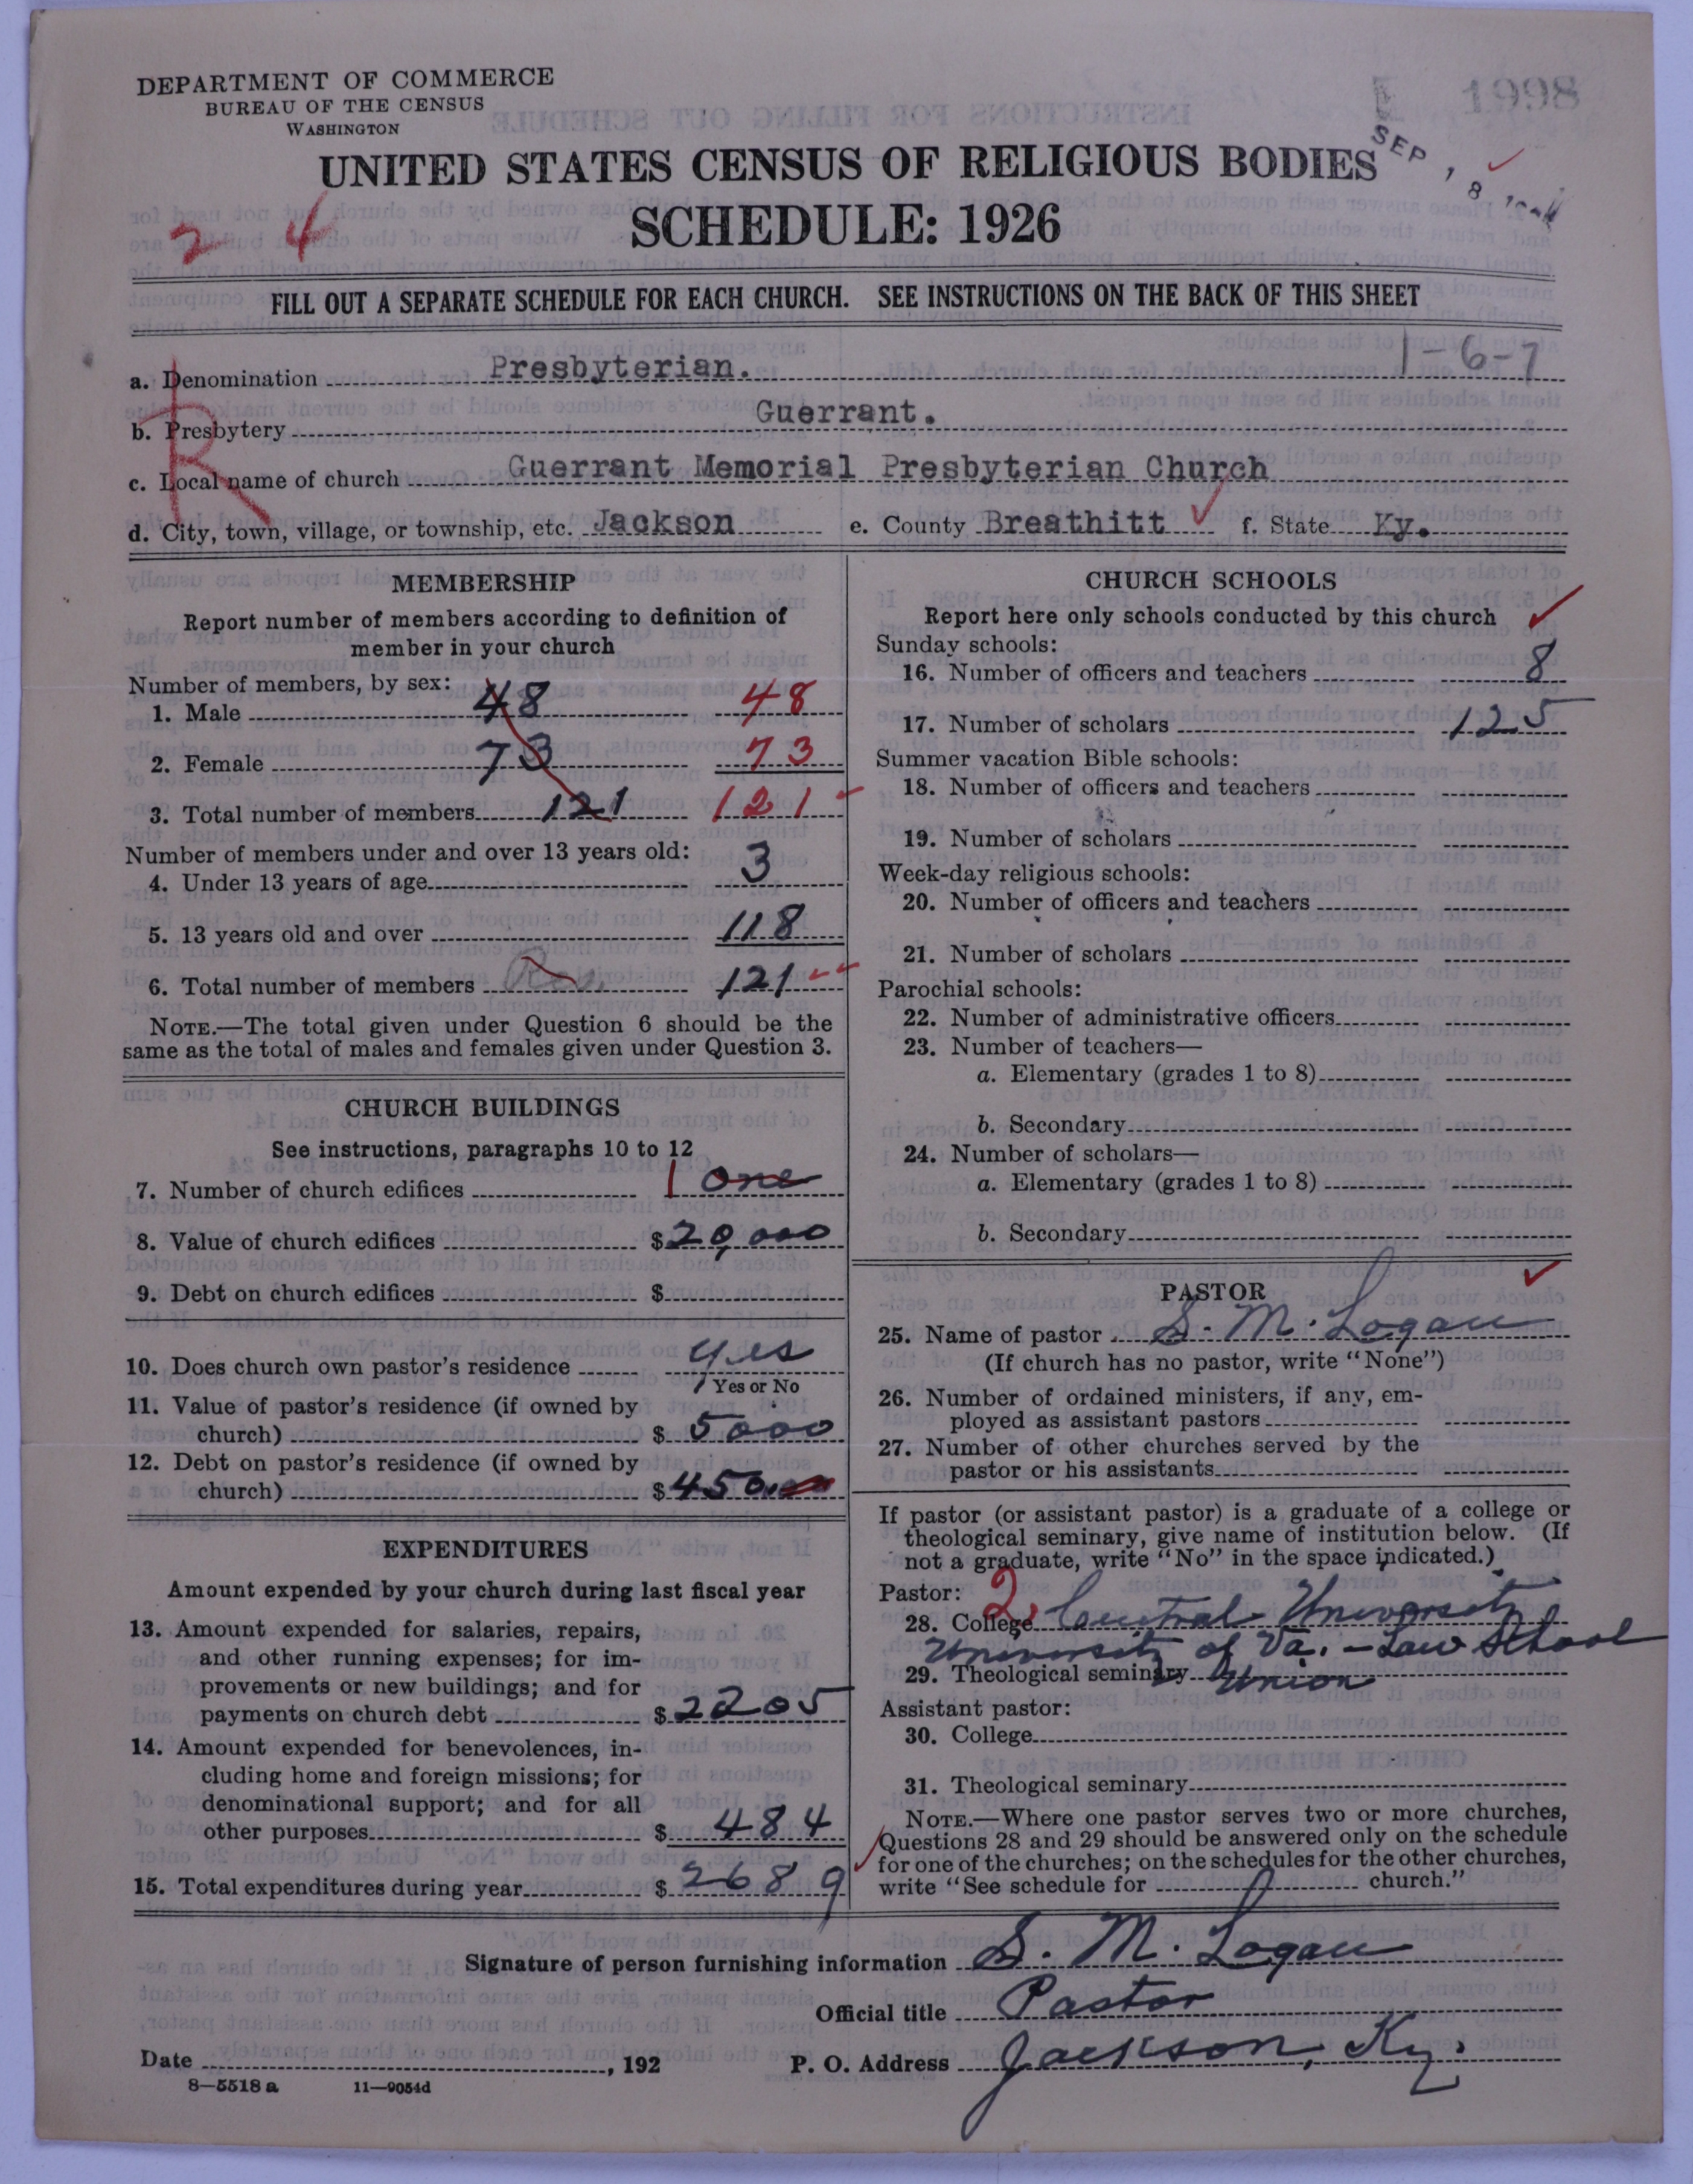 DEPARTMENT OF COMMERCE
BUREAU OF THE CENSUS
WASHINGTON
1998
SEP 18
UNITED STATES CENSUS OF RELIGIOUS BODIES
SCHEDULE: 1926
2 4
FILL OUT A SEPARATE SCHEDULE FOR EACH CHURCH. SEE INSTRUCTIONS ON THE BACK OF THIS SHEET
R
a. Denomination Presbyterian. 1-6-7
b. Presbytery Guerrant.
c. Local name of church Guerrant Memorial Presbyterian Church
d. City, town, village, or township, etc. Jackson e. County Breathitt f. State Ky.
MEMBERSHIP
Report number of members according to definition of
member in your church
Number of members, by sex:
1. Male 48 48
2. Female 73 73
3. Total number of members 121 121
Number of members under and over 13 years old:
4. Under 13 years of age 3
5. 13 years old and over 118
6. Total number of members 121
NOTE.—The total given under Question 6 should be the
same as the total of males and females given under Question 3.
CHURCH BUILDINGS
See instructions, paragraphs 10 to 12
7. Number of church edifices 1 one
8. Value of church edifices $20,000
9. Debt on church edifices $
10. Does church own pastor's residence yes
Yes or No
11. Value of pastor's residence (if owned by
church) $ 5000
12. Debt on pastor's residence (if owned by
church) $450.00
EXPENDITURES
Amount expended by your church during last fiscal year
13. Amount expended for salaries, repairs,
and other running expenses; for im-
provements or new buildings; and for
payments on church debt $2205
14. Amount expended for benevolences, in-
cluding home and foreign missions; for
denominational support; and for all
other purposes $ 484
15. Total expenditures during year $ 2689
CHURCH SCHOOLS
Report here only schools conducted by this church
Sunday schools:
16. Number of officers and teachers 8
17. Number of scholars 125
Summer vacation Bible schools:
18. Number of officers and teachers
19. Number of scholars
Week-day religious schools:
20. Number of officers and teachers
21. Number of scholars
Parochial schools:
22. Number of administrative officers
23. Number of teachers—
a. Elementary (grades 1 to 8)
b. Secondary
24. Number of scholars—
a. Elementary (grades 1 to 8)
b. Secondary
PASTOR
25. Name of pastor S. M. Logan
(If church has no pastor, write "None")
26. Number of ordained ministers, if any, em-
ployed as assistant pastors
27. Number of other churches served by the
pastor or his assistants
If pastor (or assistant pastor) is a graduate of a college or
theological seminary, give name of institution below. (If
not a graduate, write "No" in the space indicated.)
Pastor: 2.
28. College Central University
University of Va. - Law School
29. Theological seminary Union
Assistant pastor:
30. College
31. Theological seminary
NOTE.—Where one pastor serves two or more churches,
Questions 28 and 29 should be answered only on the schedule
for one of the churches; on the schedules for the other churches,
write "See schedule for church."
Signature of person furnishing information S. M. Logan
Official title Pastor
Date , 192 P. O. Address Jackson, Ky.
8—5518 a 11—9054d